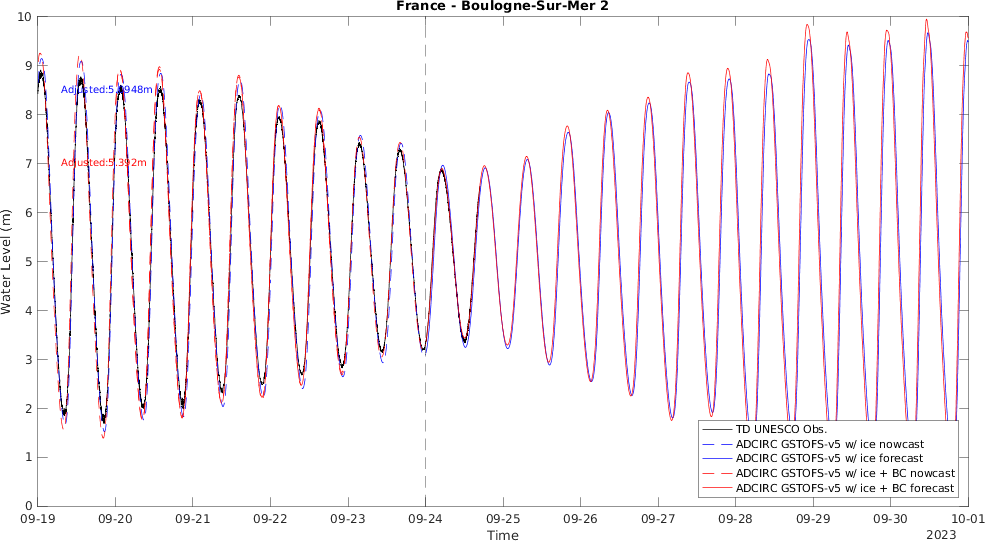 France - Boulogne-Sur-Mer 2
10
9
8
7
6
5
4
3
2
1
0
Water Level (m)
Adjusted:5.3948m
Adjusted:5.392m
TD UNESCO Obs.
ADCIRC GSTOFS-v5 w/ ice nowcast
ADCIRC GSTOFS-v5 w/ ice forecast
ADCIRC GSTOFS-v5 w/ ice + BC nowcast
ADCIRC GSTOFS-v5 w/ ice + BC forecast
09-19 09-20 09-21 09-22 09-23 09-24 09-25 09-26 09-27 09-28 09-29 09-30 10-01
Time
2023